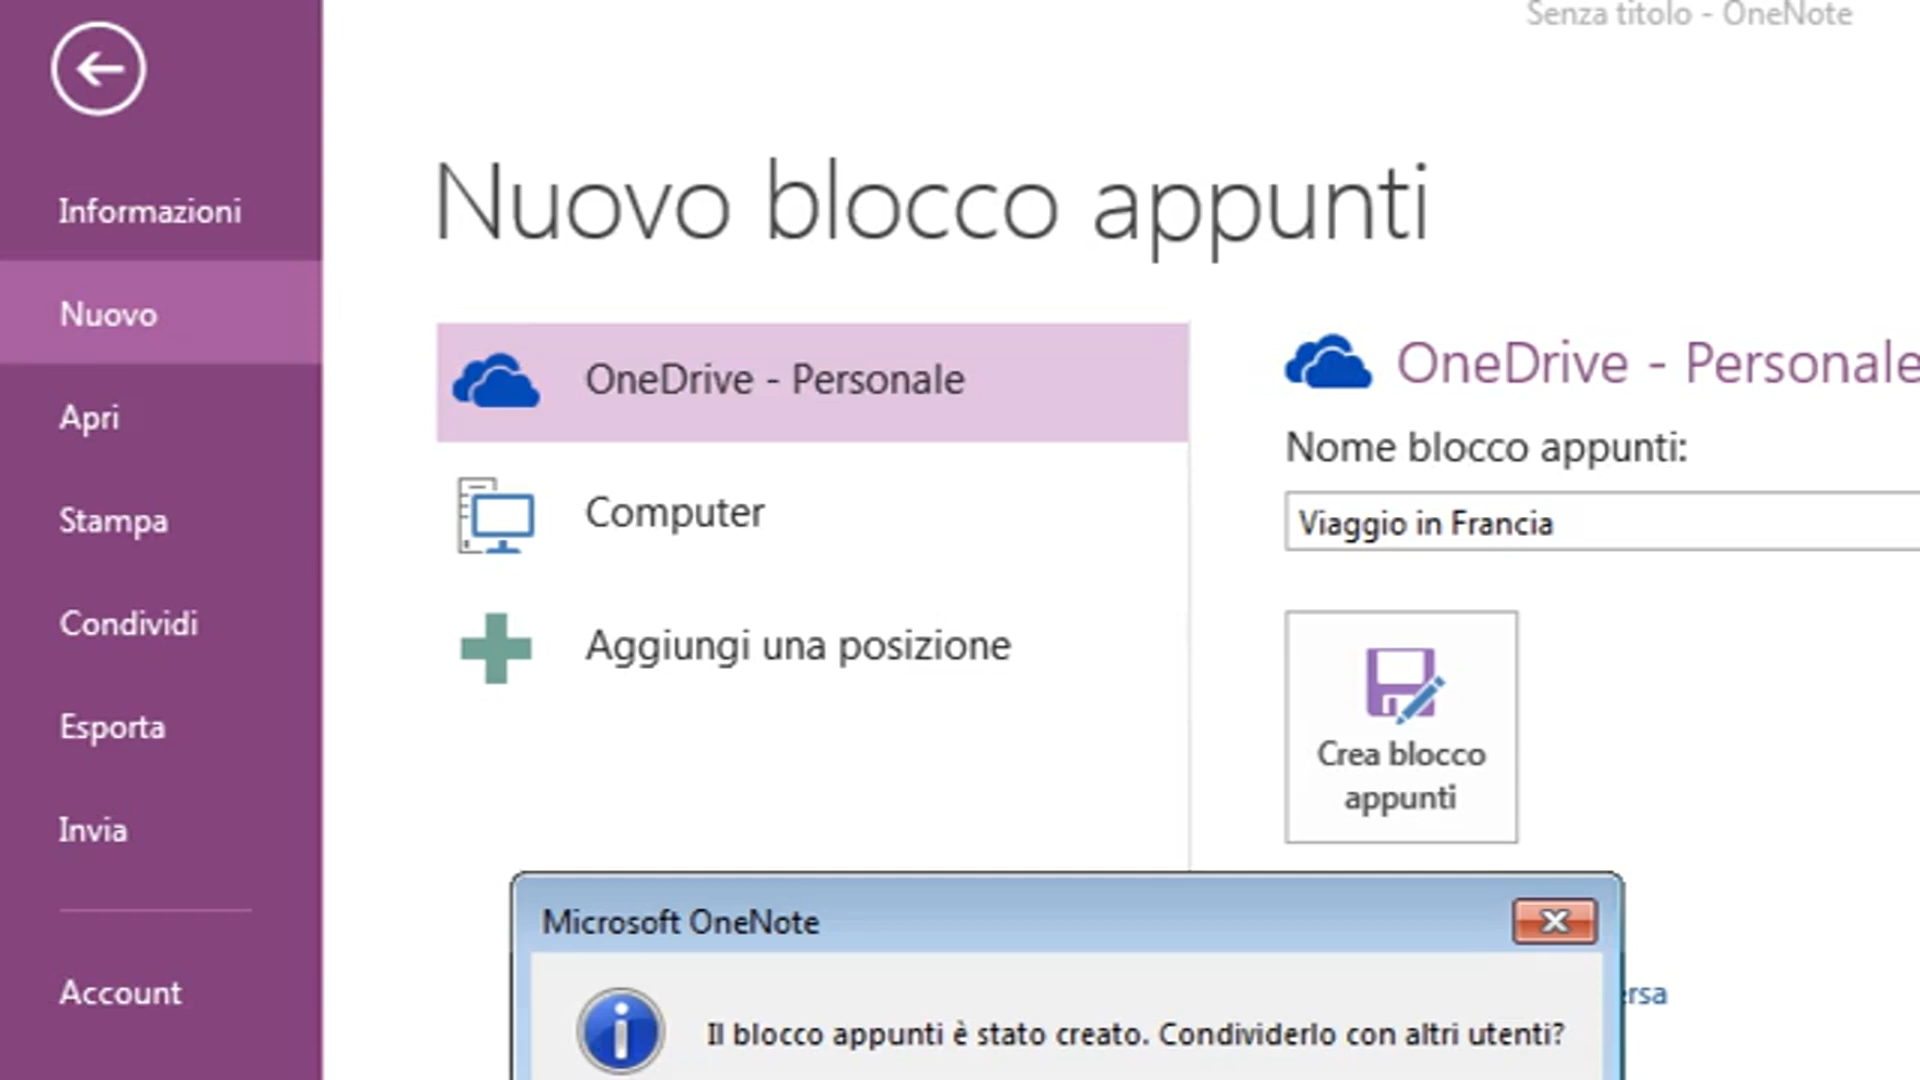 Senza titolo - OneNote
Informazioni
Nuovo
Apri
Stampa
Condividi
Esporta
Invia
Account
Nuovo blocco appunti
OneDrive - Personale
Computer
Aggiungi una posizione
OneDrive - Personale
Nome blocco appunti:
Viaggio in Francia
Crea blocco
appunti
Microsoft OneNote
Il blocco appunti è stato creato. Condividerlo con altri utenti?